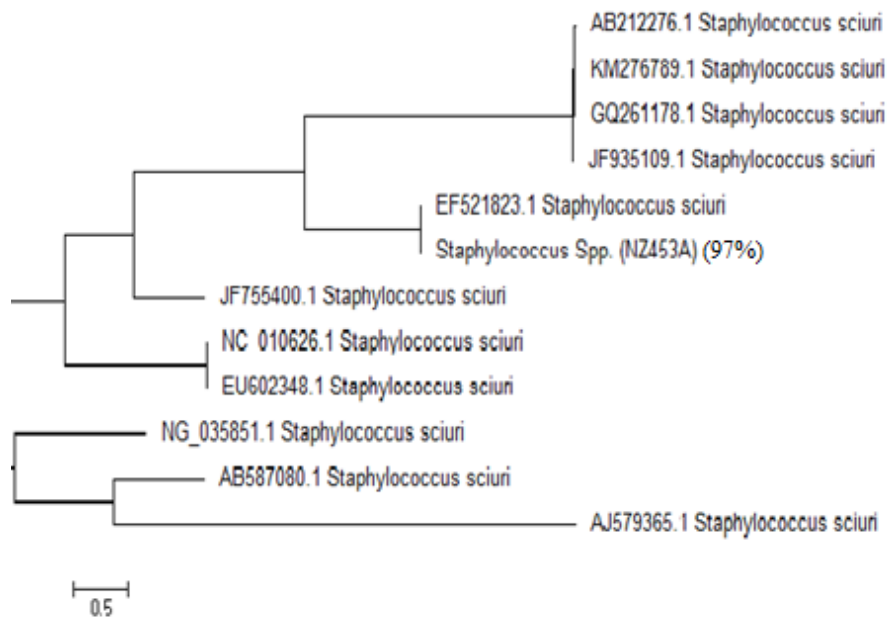 AB212276.1 Staphylococcus sciuri
KM276789.1 Staphylococcus sciuri
GQ261178.1 Staphylococcus sciuri
JF935109.1 Staphylococcus sciuri
EF521823.1 Staphylococcus sciuri
Staphylococcus Spp. (NZ453A) (97%)
JF755400.1 Staphylococcus sciuri
NC 010626.1 Staphylococcus sciuri
EU602348.1 Staphylococcus sciuri
NG_035851.1 Staphylococcus sciuri
AB587080.1 Staphylococcus sciuri
AJ579365.1 Staphylococcus sciuri
0.5